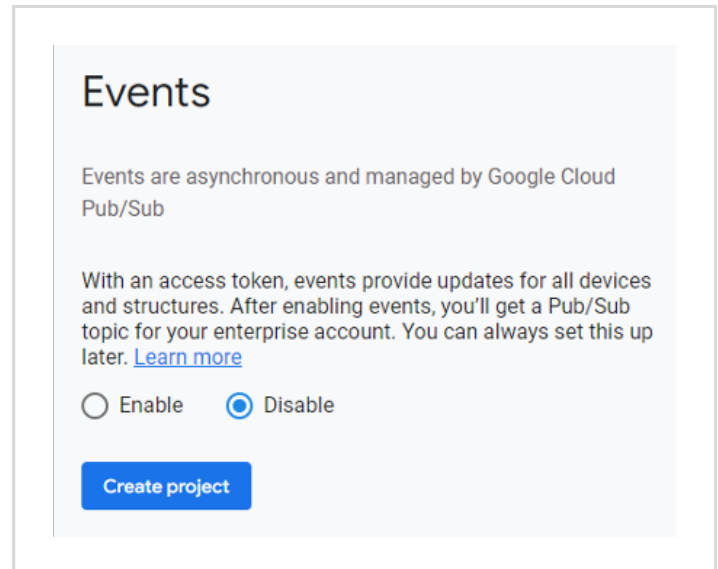 Events
Events are asynchronous and managed by Google Cloud
Pub/Sub
With an access token, events provide updates for all devices
and structures. After enabling events, you'll get a Pub/Sub
topic for your enterprise account. You can always set this up
later. Learn more
Enable Disable
Create project